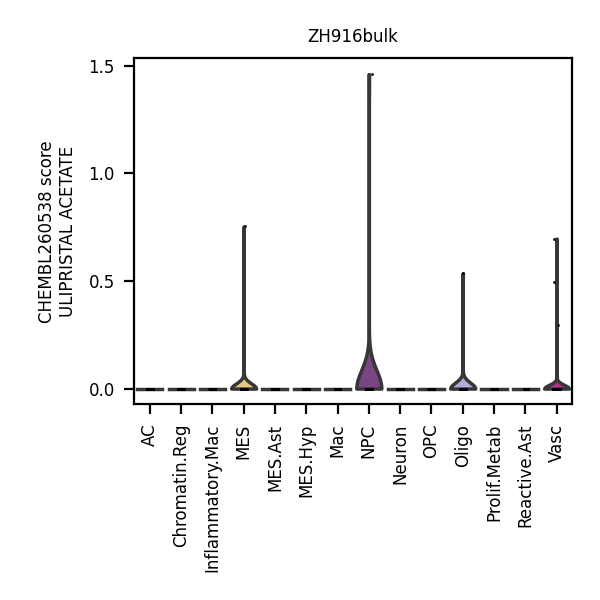 ZH916bulk
CHEMBL260538 score
ULIPRISTAL ACETATE
1.5
1.0
0.5
0.0
AC
Chromatin.Reg
Inflammatory.Mac
MES
MES.Ast
MES.Hyp
Mac
NPC
Neuron
OPC
Oligo
Prolif.Metab
Reactive.Ast
Vasc